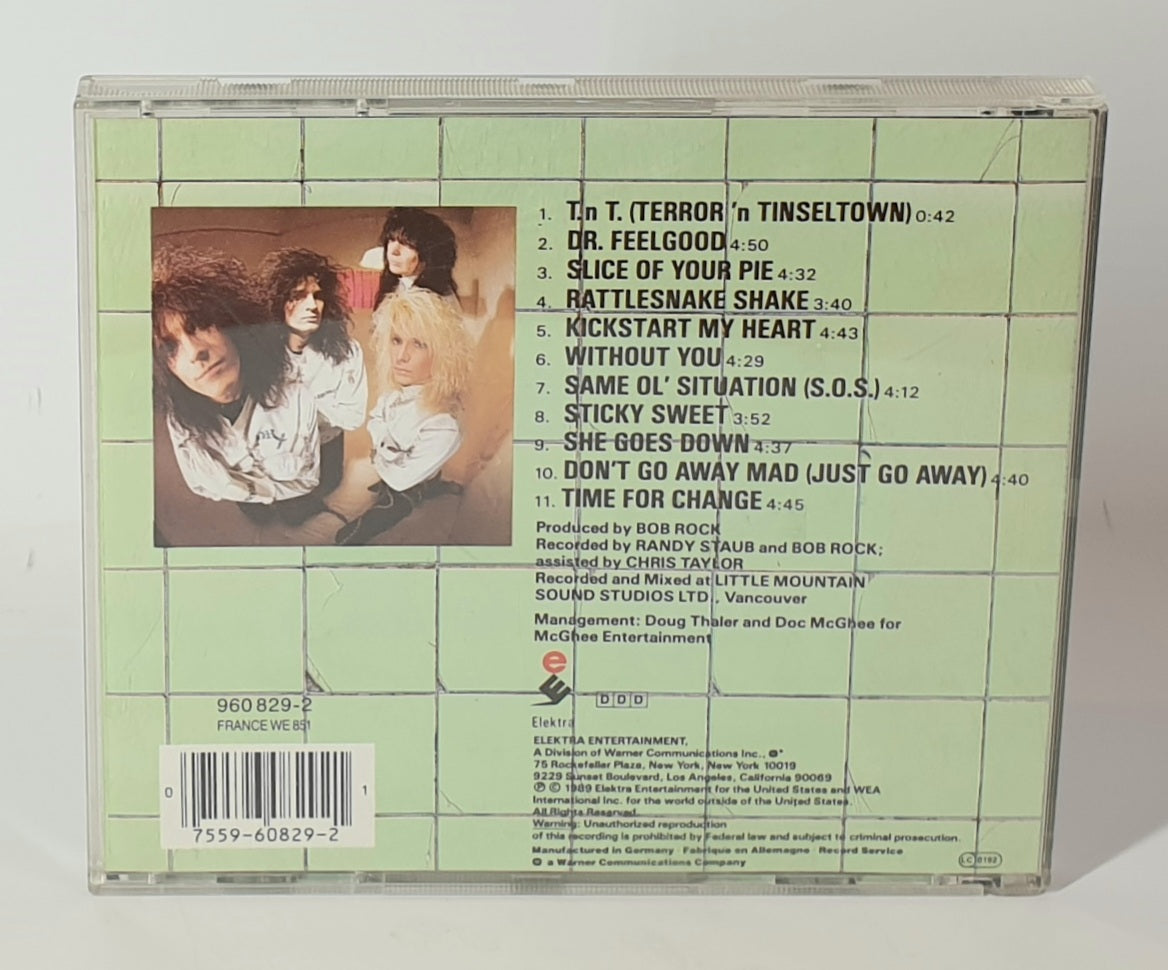 1. T.n T. (TERROR 'n TINSELTOWN) 0:42
2. DR. FEELGOOD 4:50
3. SLICE OF YOUR PIE 4:32
4. RATTLESNAKE SHAKE 3:40
5. KICKSTART MY HEART 4:43
6. WITHOUT YOU 4:29
7. SAME OL' SITUATION (S.O.S.) 4:12
8. STICKY SWEET 3:52
9. SHE GOES DOWN 4:37
10. DON'T GO AWAY MAD (JUST GO AWAY) 4:40
11. TIME FOR CHANGE 4:45
Produced by BOB ROCK
Recorded by RANDY STAUB and BOB ROCK;
assisted by CHRIS TAYLOR
Recorded and Mixed at LITTLE MOUNTAIN
SOUND STUDIOS LTD., Vancouver
Management: Doug Thaler and Doc McGhee for
McGhee Entertainment
e
E
Elektra
DDD
960 829-2
FRANCE WE 851
0 1
7559-60829-2
ELEKTRA ENTERTAINMENT,
A Division of Warner Communications Inc.,
75 Rockefeller Plaza, New York, New York 10019
9229 Sunset Boulevard, Los Angeles, California 90069
℗ © 1989 Elektra Entertainment for the United States and WEA
International Inc. for the world outside of the United States.
All Rights Reserved.
Warning: Unauthorized reproduction
of this recording is prohibited by Federal law and subject to criminal prosecution.
Manufactured in Germany · Fabriqué en Allemagne · Record Service
a Warner Communications Company
LC 0192